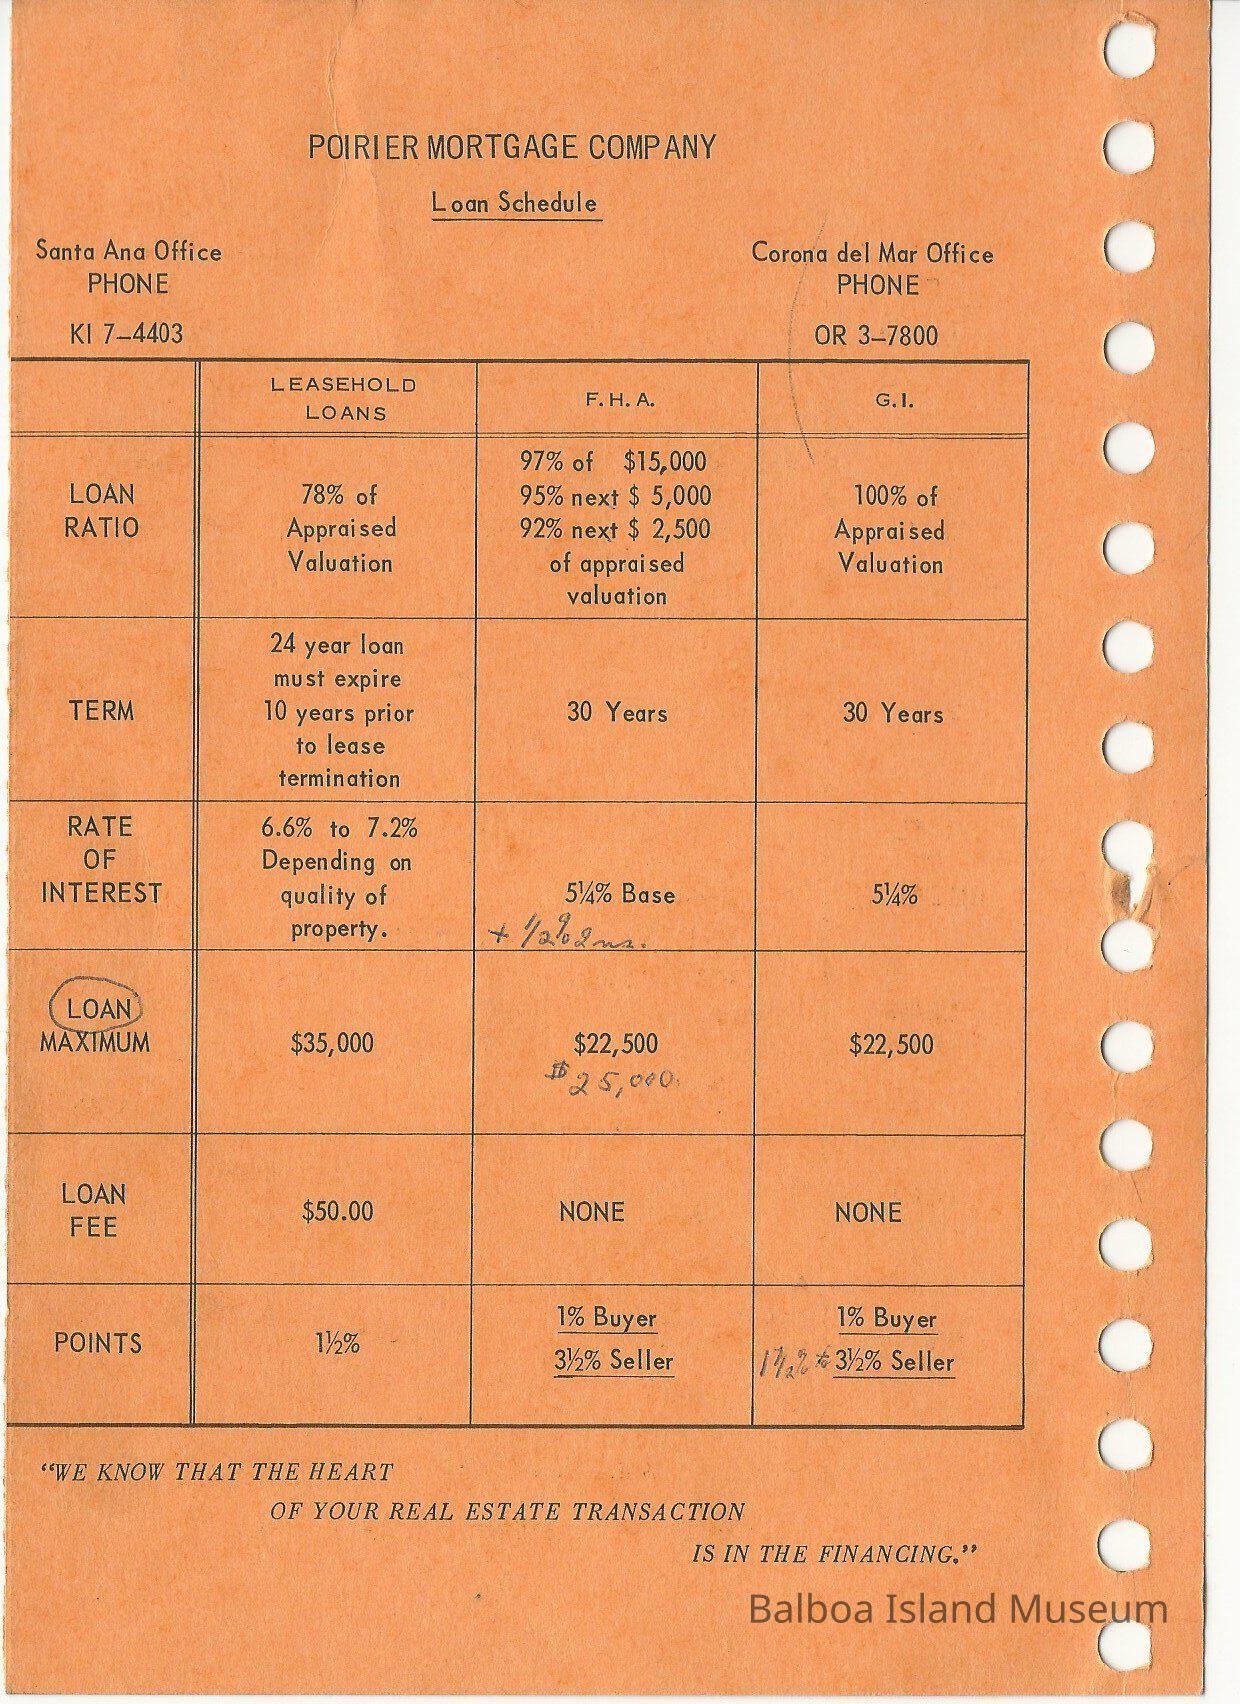 POIRIER MORTGAGE COMPANY
Loan Schedule
Santa Ana Office
PHONE
KI 7–4403
Corona del Mar Office
PHONE
OR 3–7800
LEASEHOLD
LOANS
F. H. A.
G. I.
LOAN
RATIO
78% of
Appraised
Valuation
97% of $15,000
95% next $ 5,000
92% next $ 2,500
of appraised
valuation
100% of
Appraised
Valuation
TERM
24 year loan
must expire
10 years prior
to lease
termination
30 Years
30 Years
RATE
OF
INTEREST
6.6% to 7.2%
Depending on
quality of
property.
5¼% Base
+ 1/2%
5¼%
LOAN
MAXIMUM
$35,000
$22,500
$25,000.
$22,500
LOAN
FEE
$50.00
NONE
NONE
POINTS
1½%
1% Buyer
3½% Seller
1% Buyer
1 1/2% to 3½% Seller
“WE KNOW THAT THE HEART
OF YOUR REAL ESTATE TRANSACTION
IS IN THE FINANCING.”
Balboa Island Museum